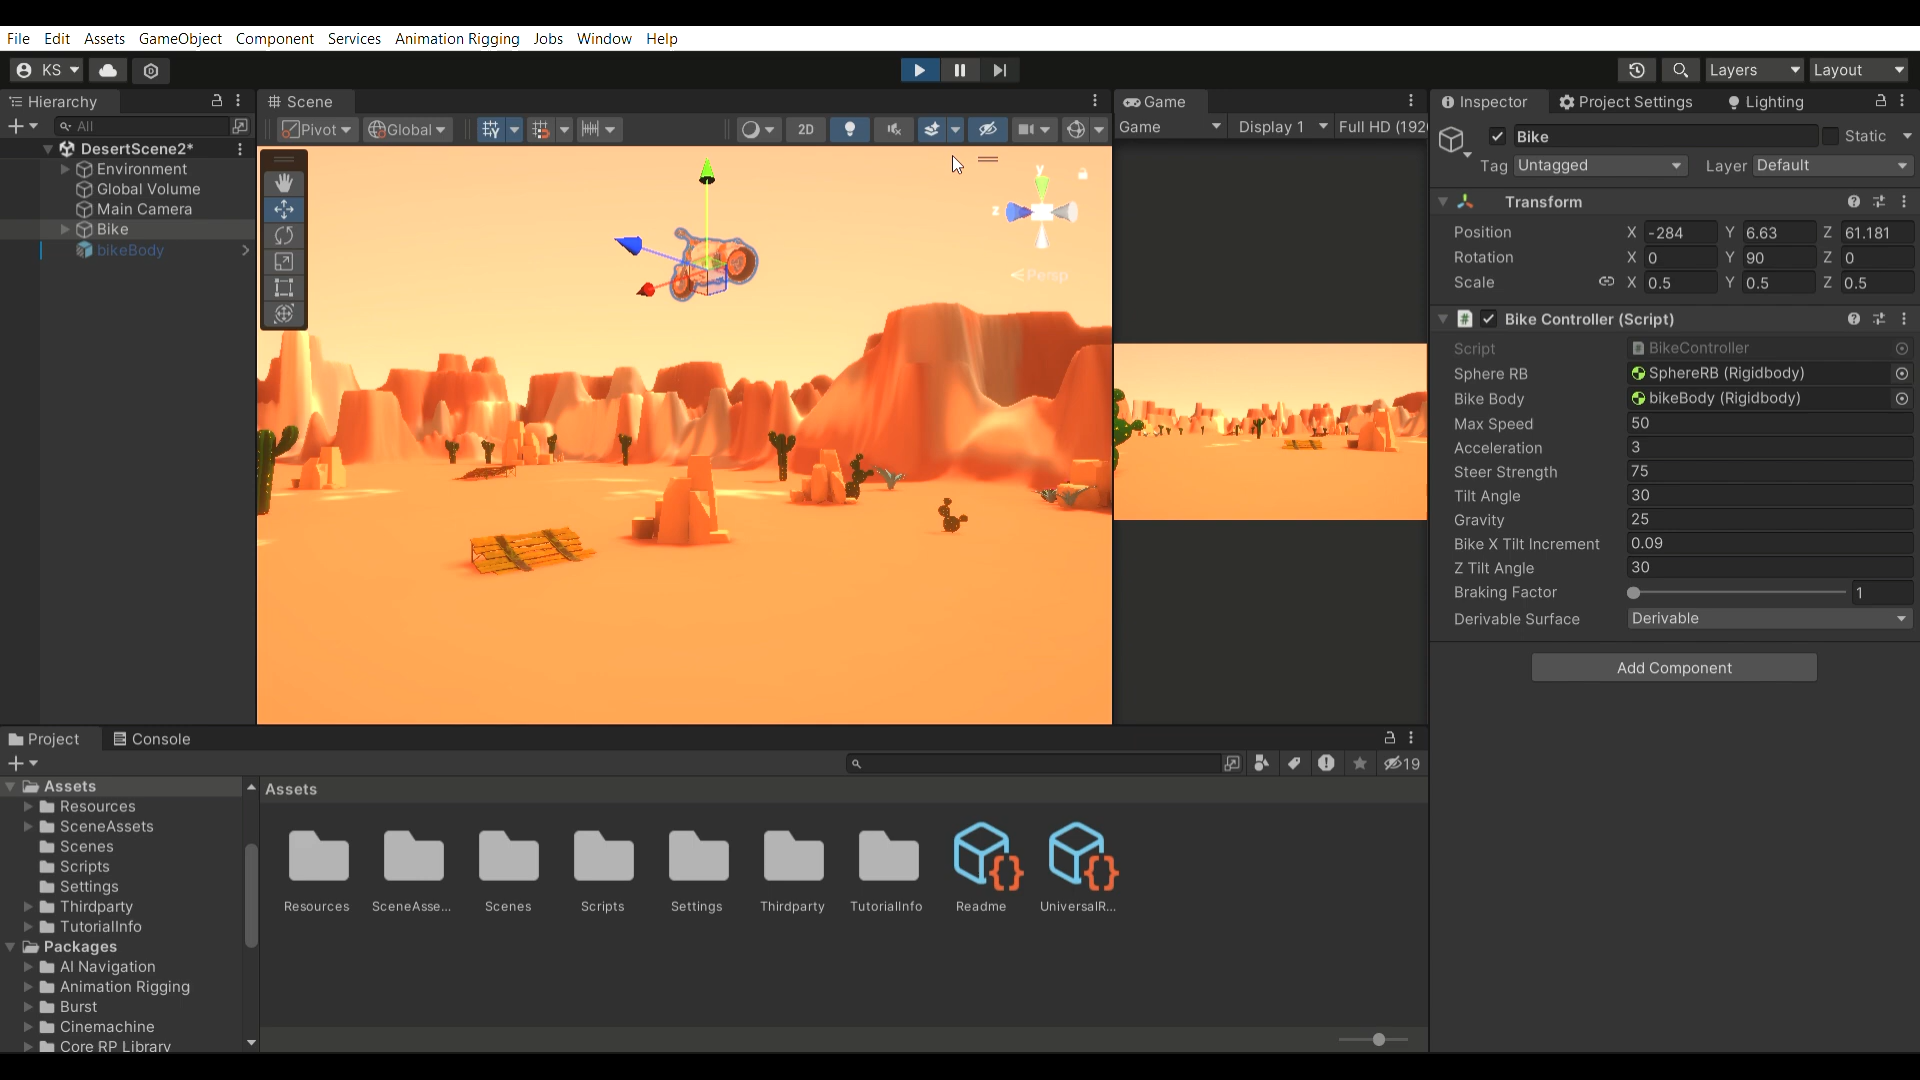 File Edit Assets GameObject Component Services Animation Rigging Jobs Window Help
KS Layers Layout
Hierarchy
All
DesertScene2*
Environment
Global Volume
Main Camera
Bike
bikeBody
Scene
Pivot Global 2D
y
z
Persp
Game
Game Display 1 Full HD (192
Inspector Project Settings Lighting
Bike Static
Tag Untagged Layer Default
Transform
Position X -284 Y 6.63 Z 61.181
Rotation X 0 Y 90 Z 0
Scale X 0.5 Y 0.5 Z 0.5
# Bike Controller (Script)
Script BikeController
Sphere RB SphereRB (Rigidbody)
Bike Body bikeBody (Rigidbody)
Max Speed 50
Acceleration 3
Steer Strength 75
Tilt Angle 30
Gravity 25
Bike X Tilt Increment 0.09
Z Tilt Angle 30
Braking Factor 1
Derivable Surface Derivable
Add Component
Project Console
19
Assets
Resources
SceneAssets
Scenes
Scripts
Settings
Thirdparty
TutorialInfo
Packages
AI Navigation
Animation Rigging
Burst
Cinemachine
Core RP Library
Assets
Resources SceneAsse... Scenes Scripts Settings Thirdparty TutorialInfo Readme UniversalR...